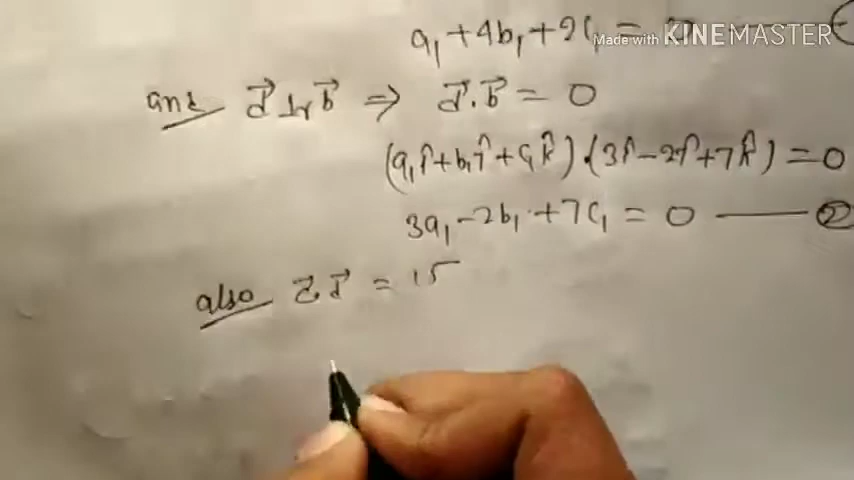 a₁+4b₁+2c₁ = 0
Made with KINEMASTER
and d⃗ ⊥r b⃗ ⇒ d⃗.b⃗ = 0
(a₁î+b₁ĵ+c₁k̂).(3î-2ĵ+7k̂)=0
3a₁-2b₁+7c₁ = 0 —— ②
also c⃗.d⃗ = 15